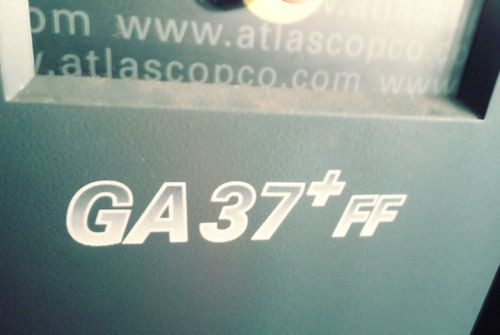 om www.atlascopco.
.atlascopco.com www
GA 37+ FF